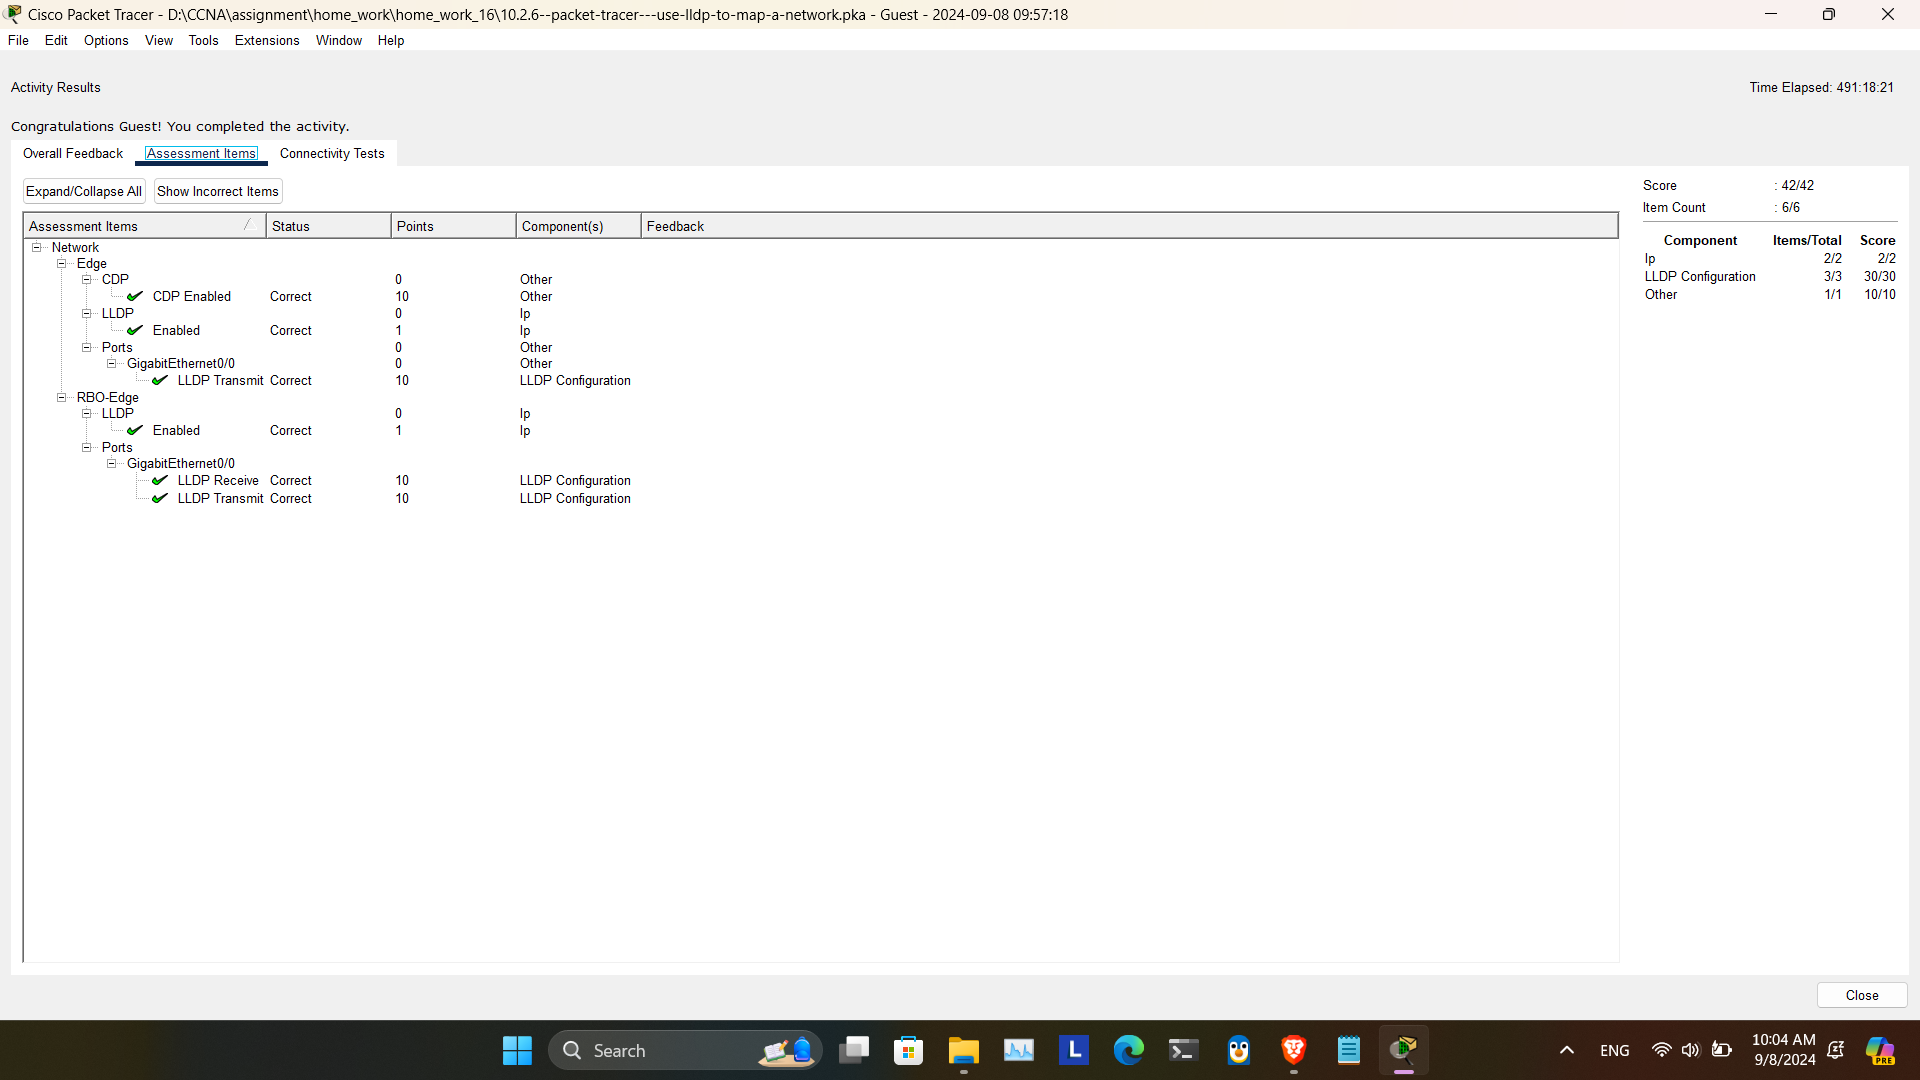 Cisco Packet Tracer - D:\CCNA\assignment\home_work\home_work_16\10.2.6--packet-tracer---use-lldp-to-map-a-network.pka - Guest - 2024-09-08 09:57:18
File Edit Options View Tools Extensions Window Help
Activity Results Time Elapsed: 491:18:21
Congratulations Guest! You completed the activity.
Overall Feedback Assessment Items Connectivity Tests
Expand/Collapse All Show Incorrect Items
Assessment Items Status Points Component(s) Feedback
Network
Edge
CDP 0 Other
CDP Enabled Correct 10 Other
LLDP 0 Ip
Enabled Correct 1 Ip
Ports 0 Other
GigabitEthernet0/0 0 Other
LLDP Transmit Correct 10 LLDP Configuration
RBO-Edge
LLDP 0 Ip
Enabled Correct 1 Ip
Ports
GigabitEthernet0/0
LLDP Receive Correct 10 LLDP Configuration
LLDP Transmit Correct 10 LLDP Configuration
Score : 42/42
Item Count : 6/6
Component Items/Total Score
Ip 2/2 2/2
LLDP Configuration 3/3 30/30
Other 1/1 10/10
Close
Search
L
ENG
10:04 AM
9/8/2024
PRE